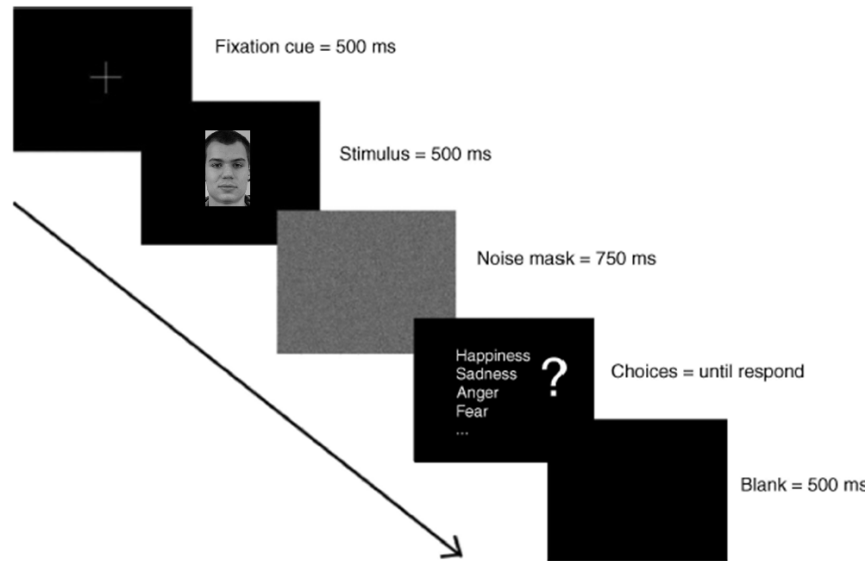 Fixation cue = 500 ms
Stimulus = 500 ms
Noise mask = 750 ms
Happiness
Sadness
Anger
Fear
...
?
Choices = until respond
Blank = 500 ms